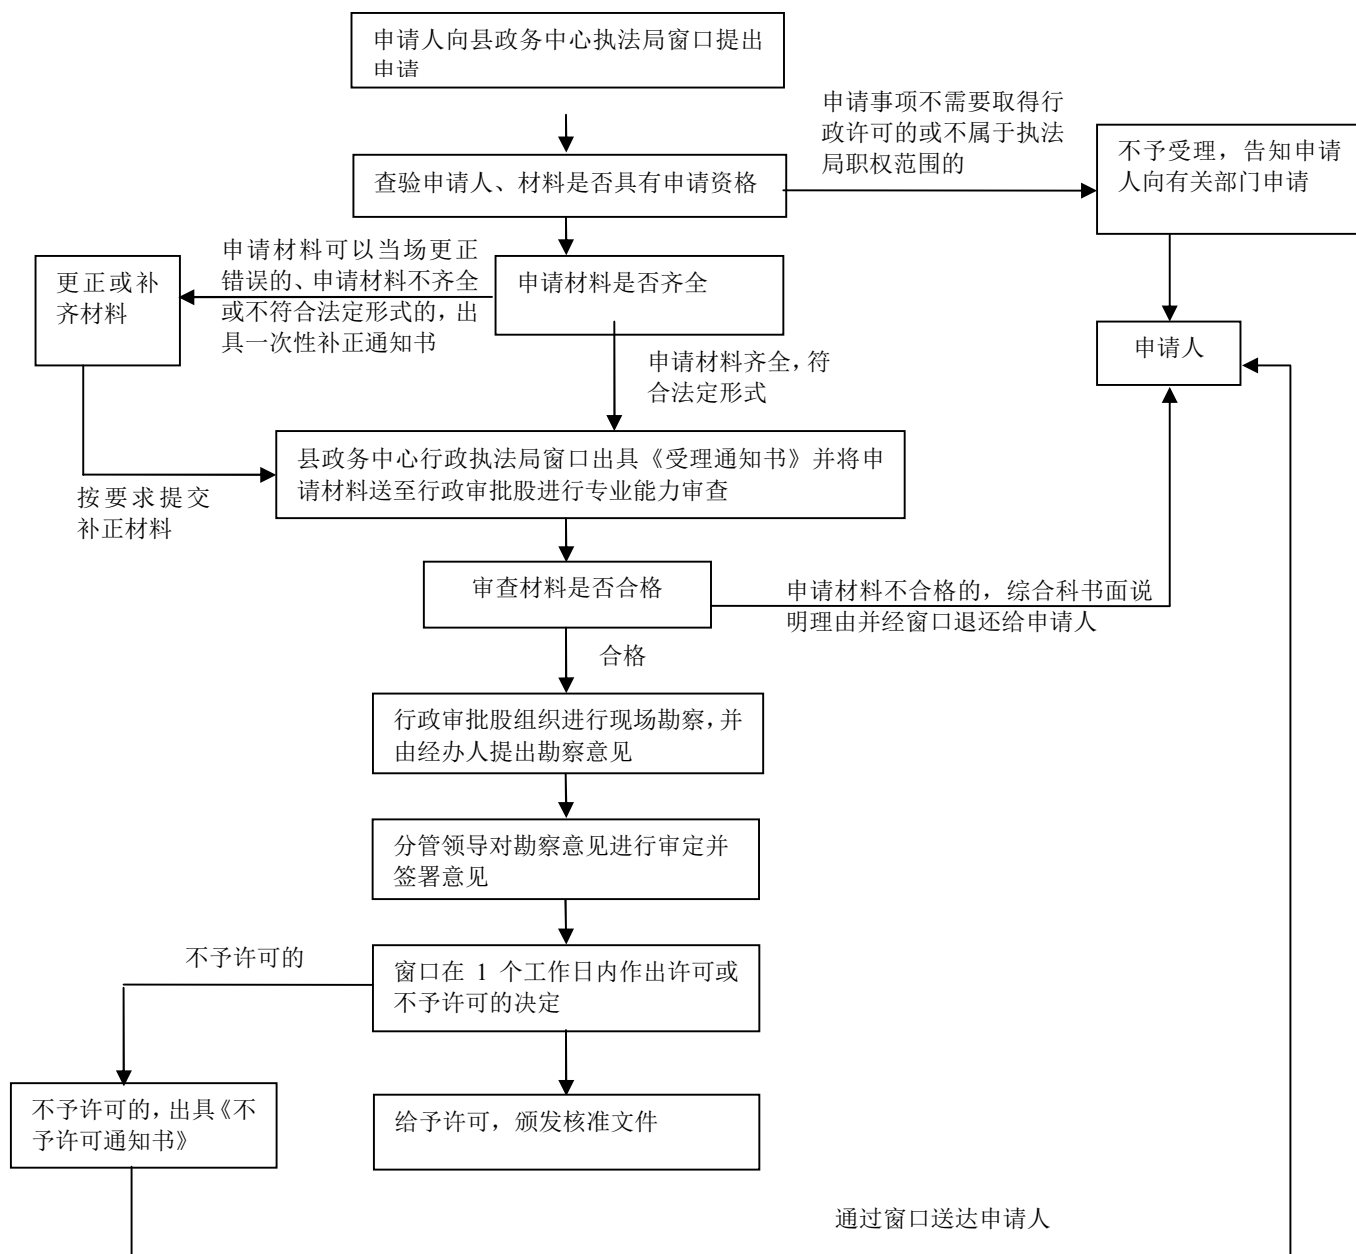 申请人向县政务中心执法局窗口提出
申请
申请事项不需要取得行
政许可的或不属于执法
局职权范围的
不予受理，告知申请
人向有关部门申请
查验申请人、材料是否具有申请资格
申请材料可以当场更正
错误的、申请材料不齐全
或不符合法定形式的，出
具一次性补正通知书
更正或补
齐材料
申请材料是否齐全
申请人
申请材料齐全，符
合法定形式
县政务中心行政执法局窗口出具《受理通知书》并将申
请材料送至行政审批股进行专业能力审查
按要求提交
补正材料
审查材料是否合格
申请材料不合格的，综合科书面说
明理由并经窗口退还给申请人
合格
行政审批股组织进行现场勘察，并
由经办人提出勘察意见
分管领导对勘察意见进行审定并
签署意见
不予许可的
窗口在 1 个工作日内作出许可或
不予许可的决定
不予许可的，出具《不
予许可通知书》
给予许可，颁发核准文件
通过窗口送达申请人